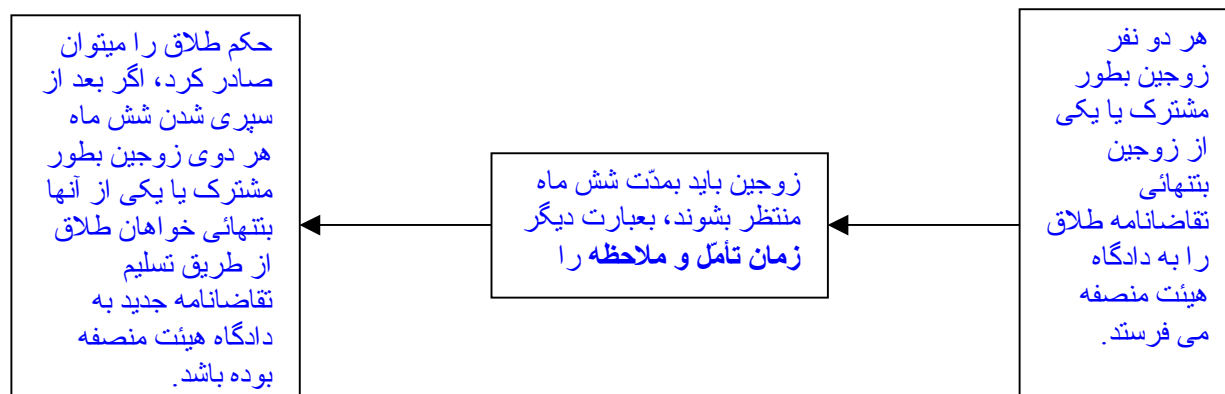 هر دو نفر
زوجین بطور
مشترک یا یکی
از زوجین
بتنهائی
تقاضانامه طلاق
را به دادگاه
هیئت منصفه
می فرستد.
زوجین باید بمدّت شش ماه
منتظر بشوند، بعبارت دیگر
زمان تأمّل و ملاحظه را
حکم طلاق را میتوان
صادر کرد، اگر بعد از
سپری شدن شش ماه
هر دوی زوجین بطور
مشترک یا یکی از آنها
بتنهائی خواهان طلاق
از طریق تسلیم
تقاضانامه جدید به
دادگاه هیئت منصفه
بوده باشد.